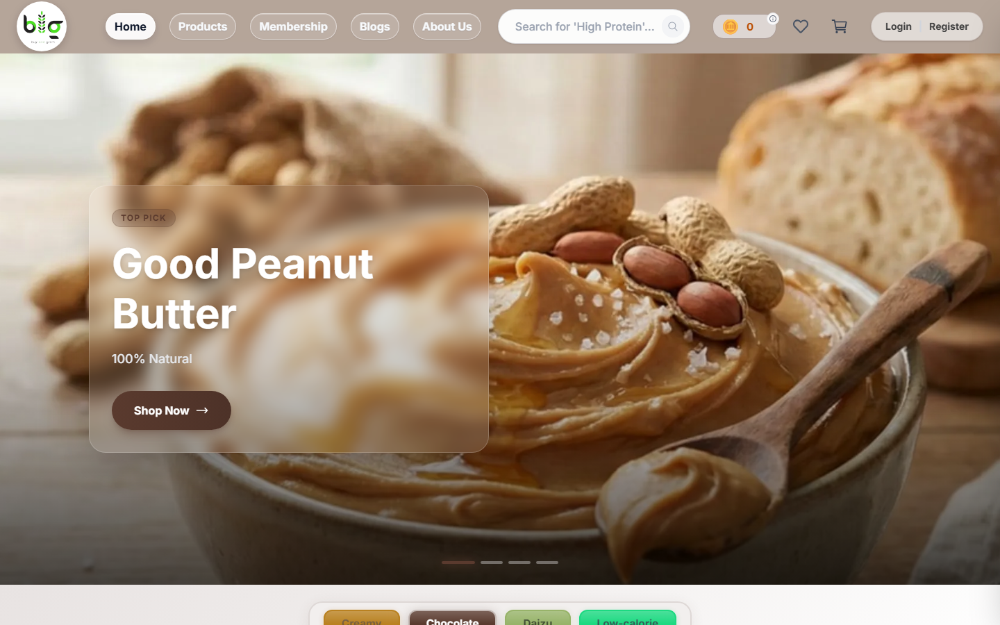 big
Home
Products
Membership
Blogs
About Us
Search for 'High Protein'...
0
Login
Register
TOP PICK
Good Peanut
Butter
100% Natural
Shop Now
Creamy
Chocolate
Daizu
Low-calorie